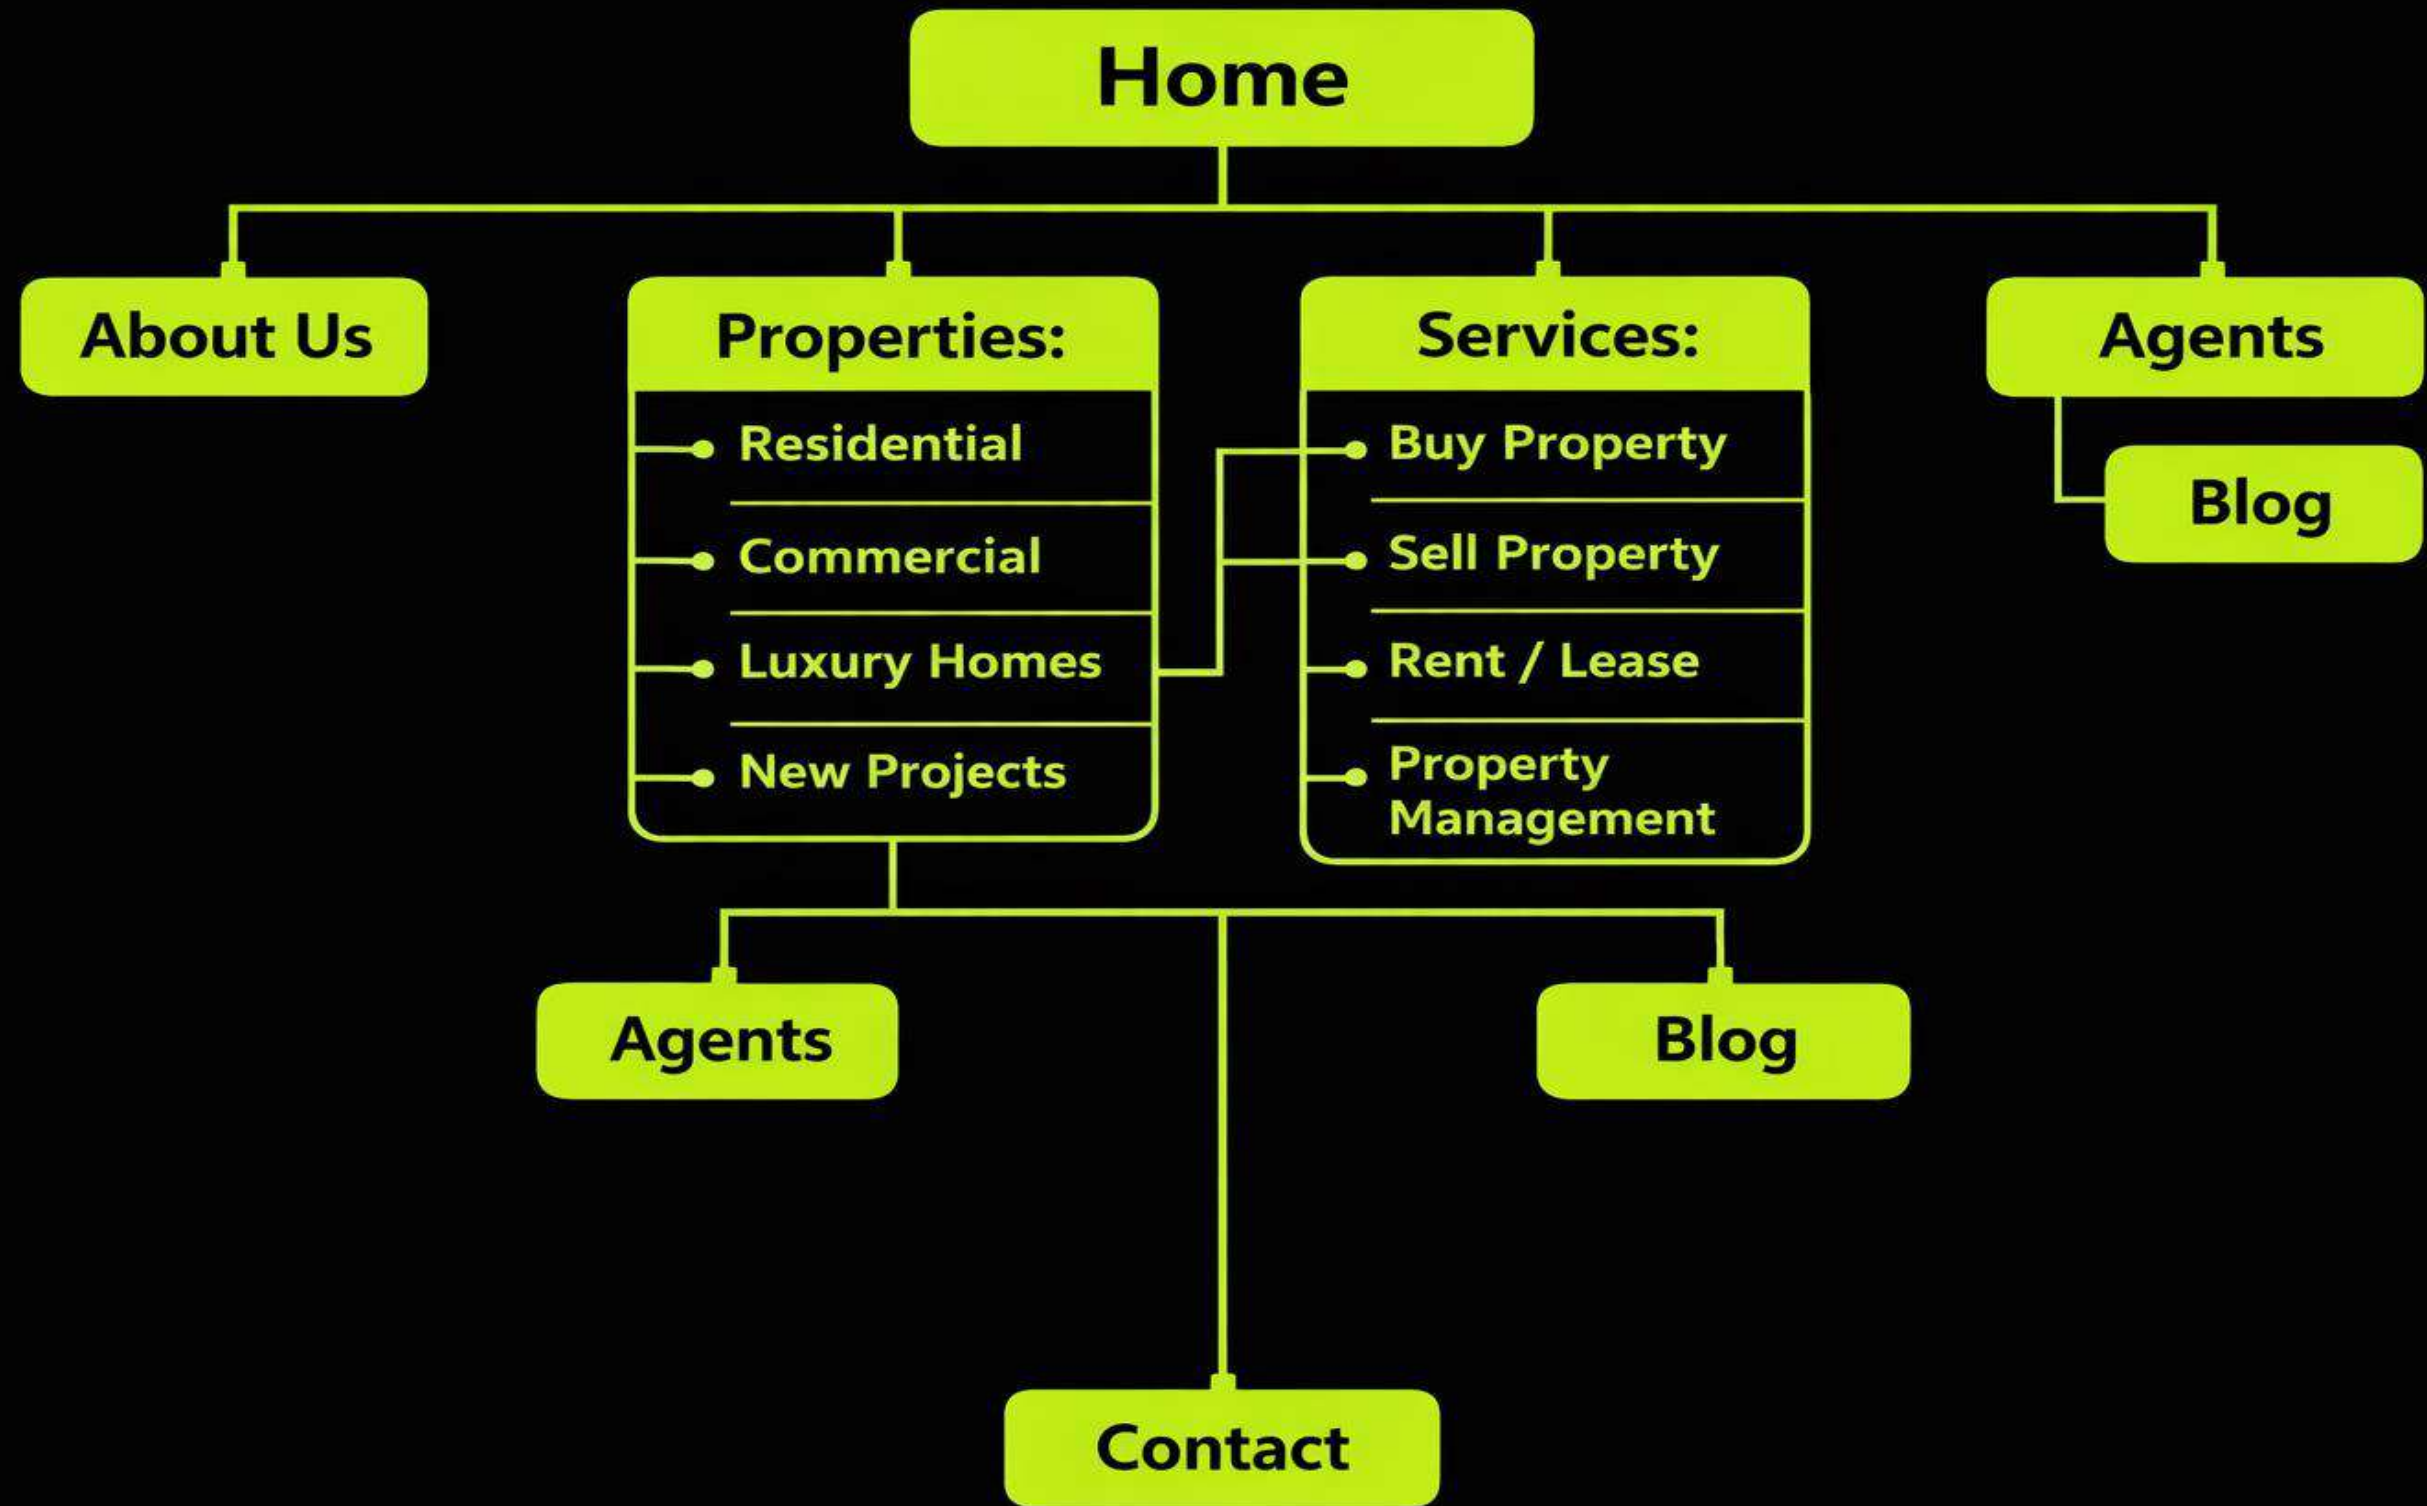 Home
About Us
Properties:
Residential
Commercial
Luxury Homes
New Projects
Services:
Buy Property
Sell Property
Rent / Lease
Property
Management
Agents
Blog
Agents
Blog
Contact